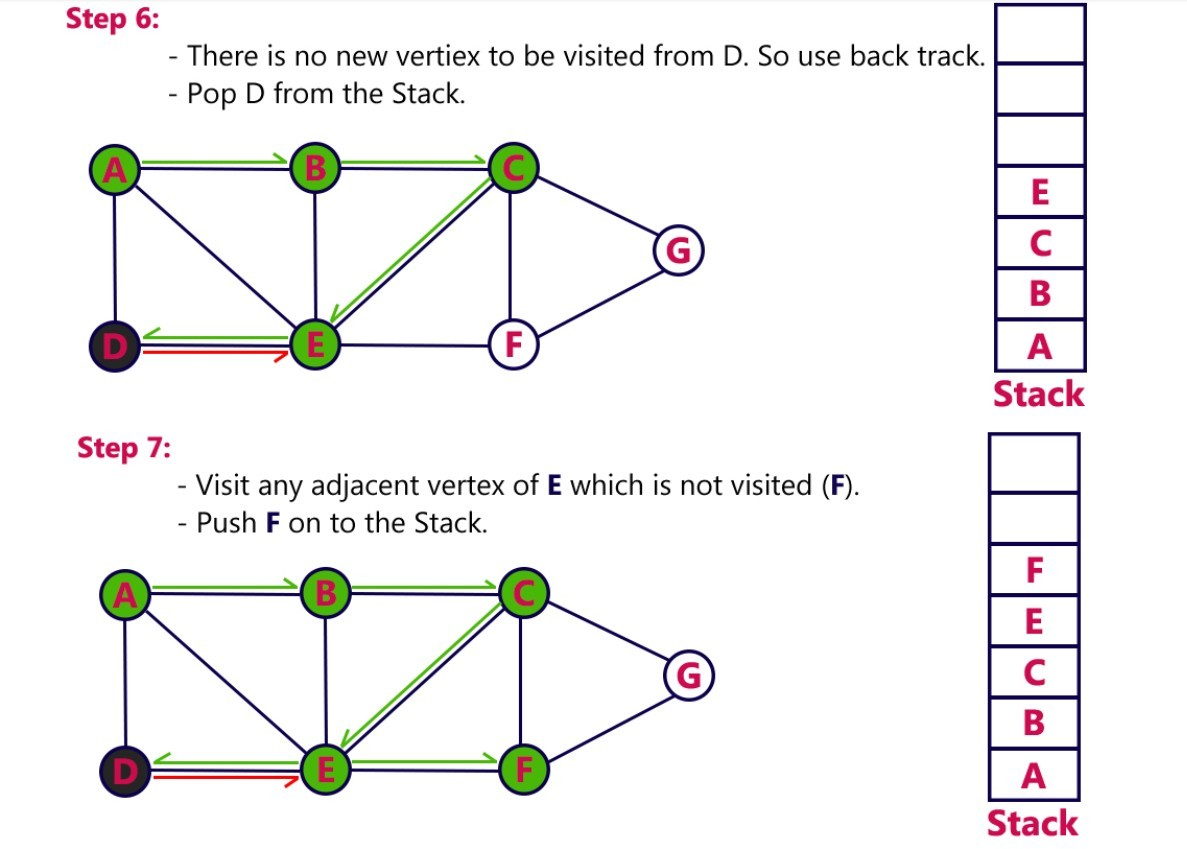 Step 6:
- There is no new vertiex to be visited from D. So use back track.
- Pop D from the Stack.
A
B
C
G
D
E
F
E
C
B
A
Stack
Step 7:
- Visit any adjacent vertex of E which is not visited (F).
- Push F on to the Stack.
A
B
C
G
D
E
F
F
E
C
B
A
Stack